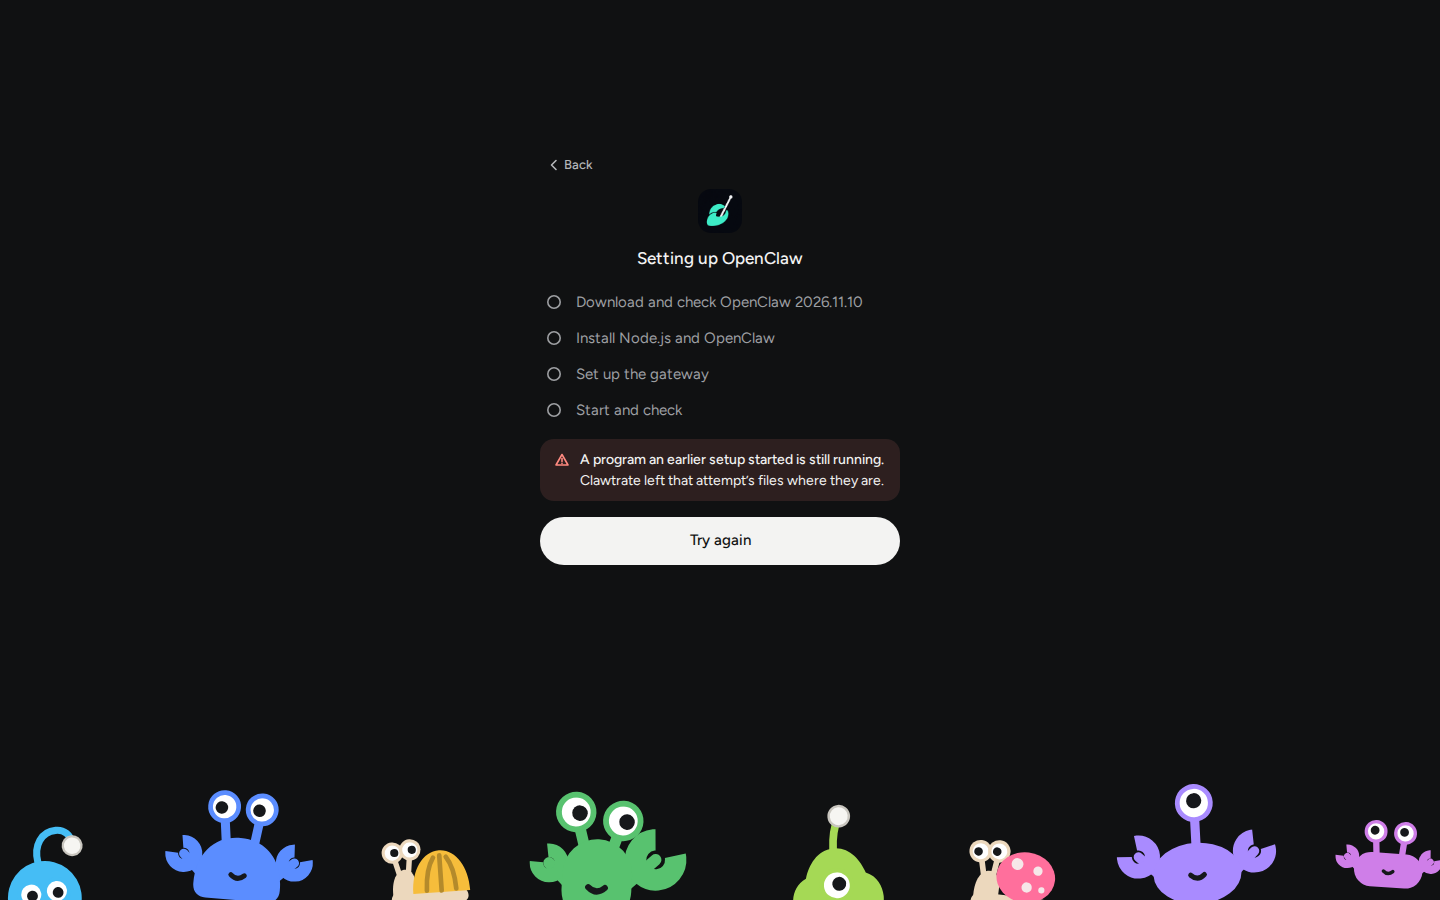 Back
Setting up OpenClaw
Download and check OpenClaw 2026.11.10
Install Node.js and OpenClaw
Set up the gateway
Start and check
A program an earlier setup started is still running.
Clawtrate left that attempt's files where they are.
Try again